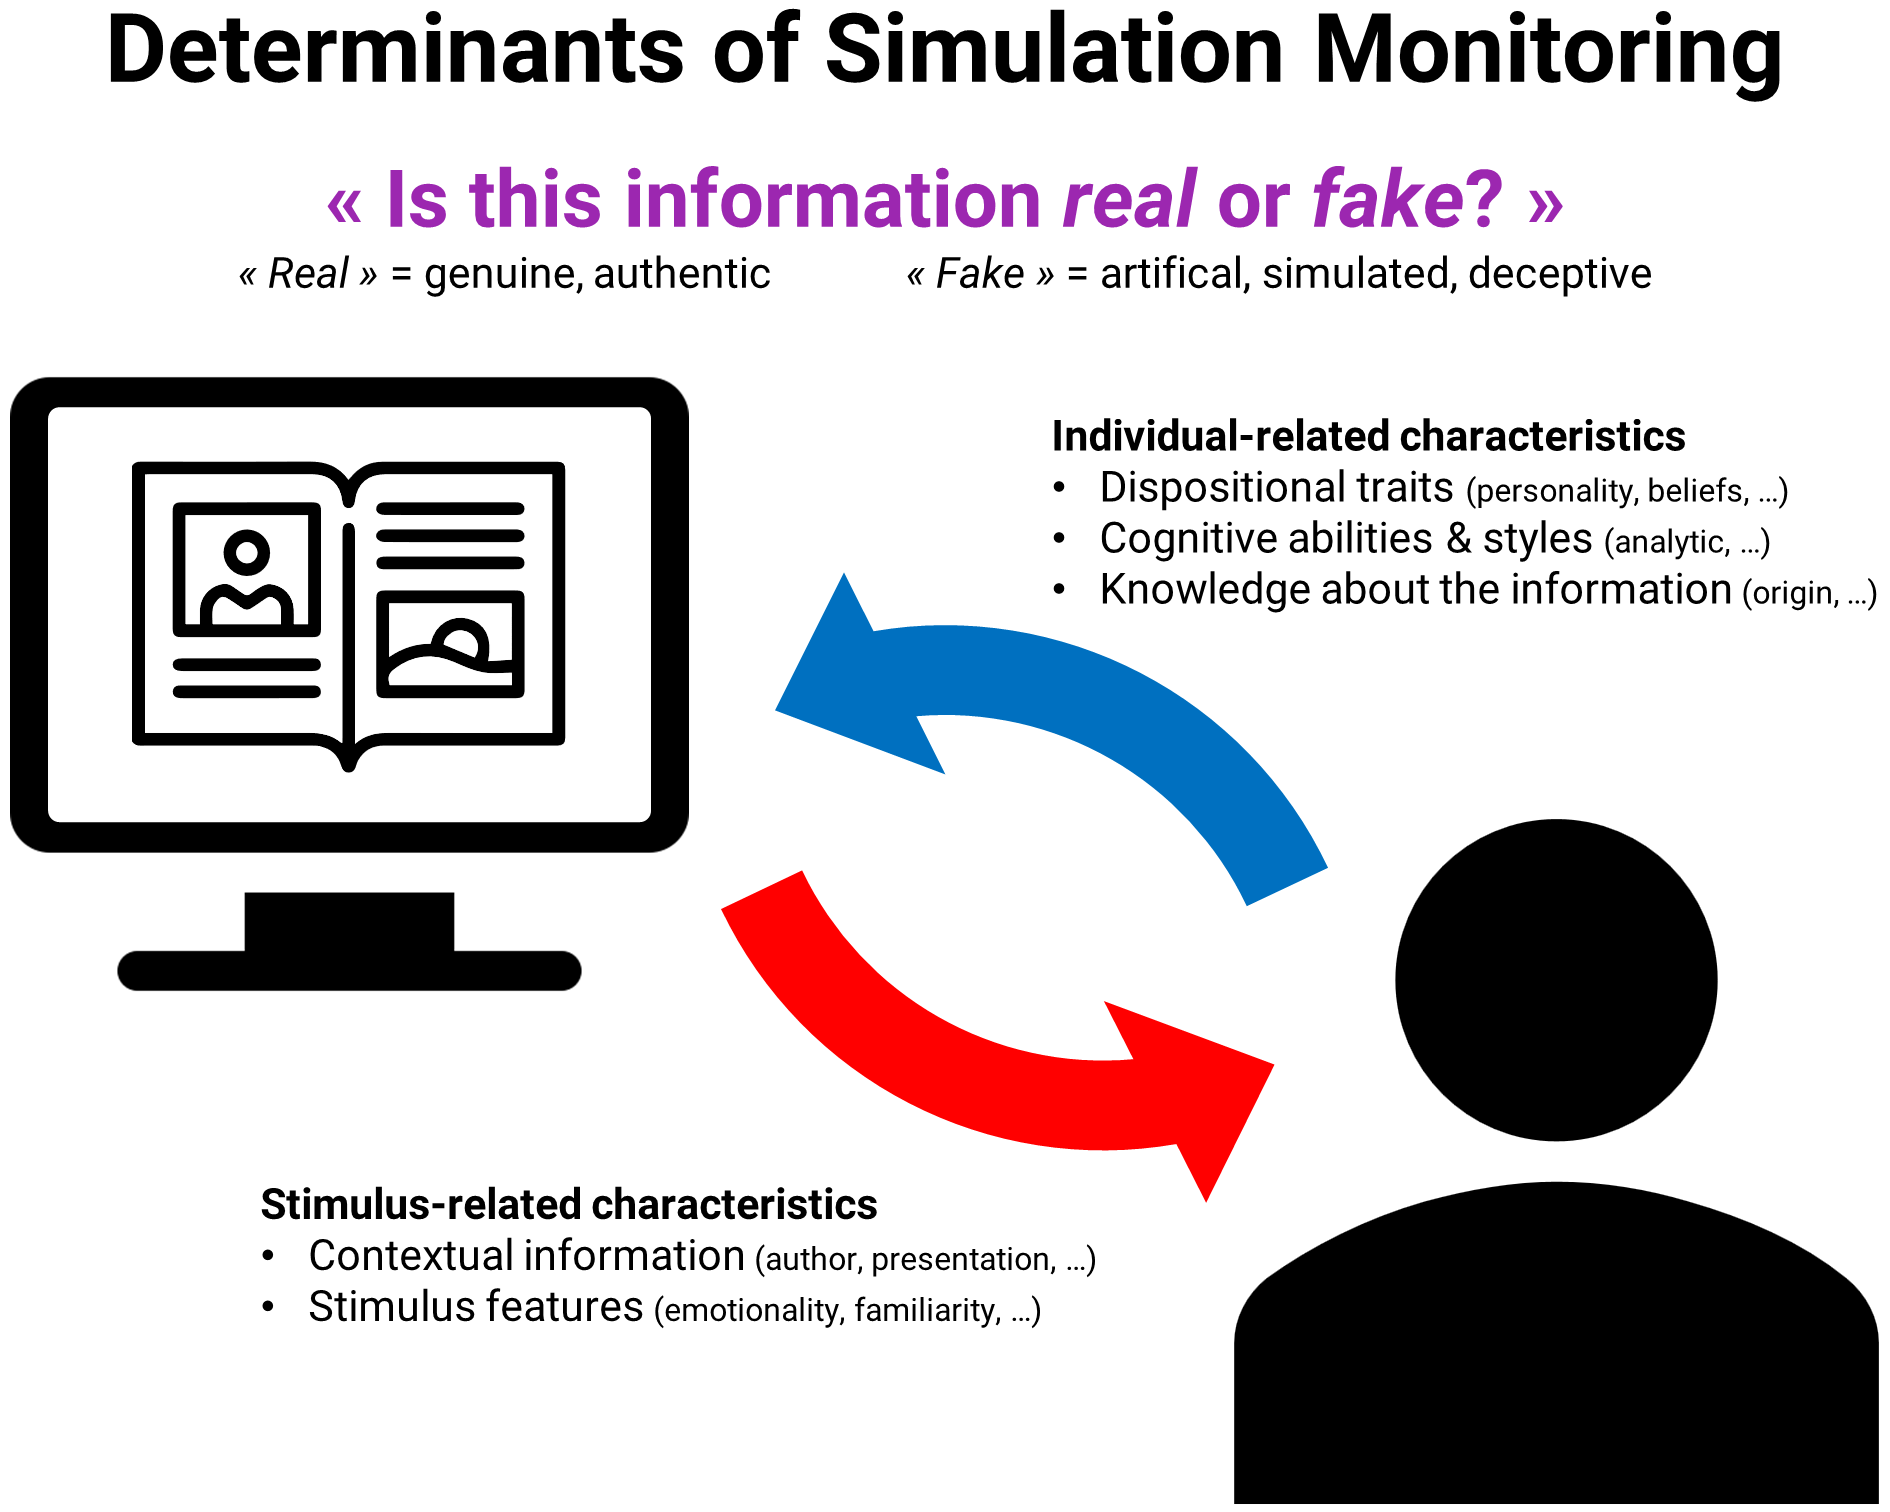 Determinants of Simulation Monitoring
« Is this information real or fake? »
« Real » = genuine, authentic
« Fake » = artifical, simulated, deceptive
Individual-related characteristics
• Dispositional traits (personality, beliefs, ...)
• Cognitive abilities & styles (analytic, ...)
• Knowledge about the information (origin, ...)
Stimulus-related characteristics
• Contextual information (author, presentation, ...)
• Stimulus features (emotionality, familiarity, ...)